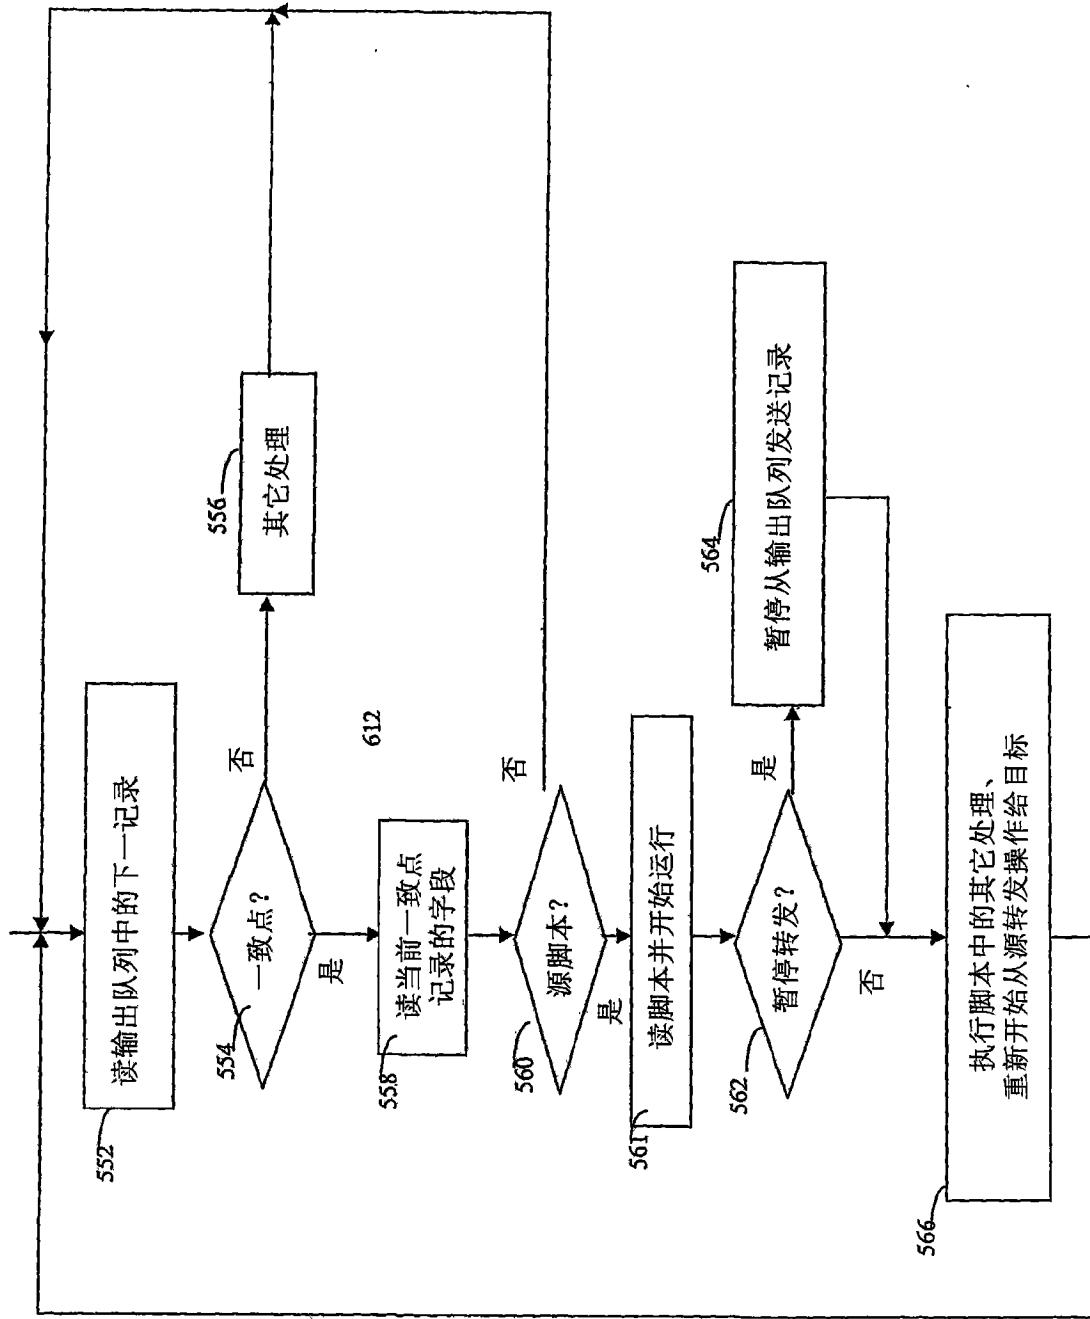 552
读输出队列中的下一记录
554
一致点?
否
556
其它处理
是
612
558
读当前一致点
记录的字段
560
源脚本?
否
是
561
读脚本并开始运行
562
暂停转发?
是
564
暂停从输出队列发送记录
否
566
执行脚本中的其它处理、
重新开始从源转发操作给目标